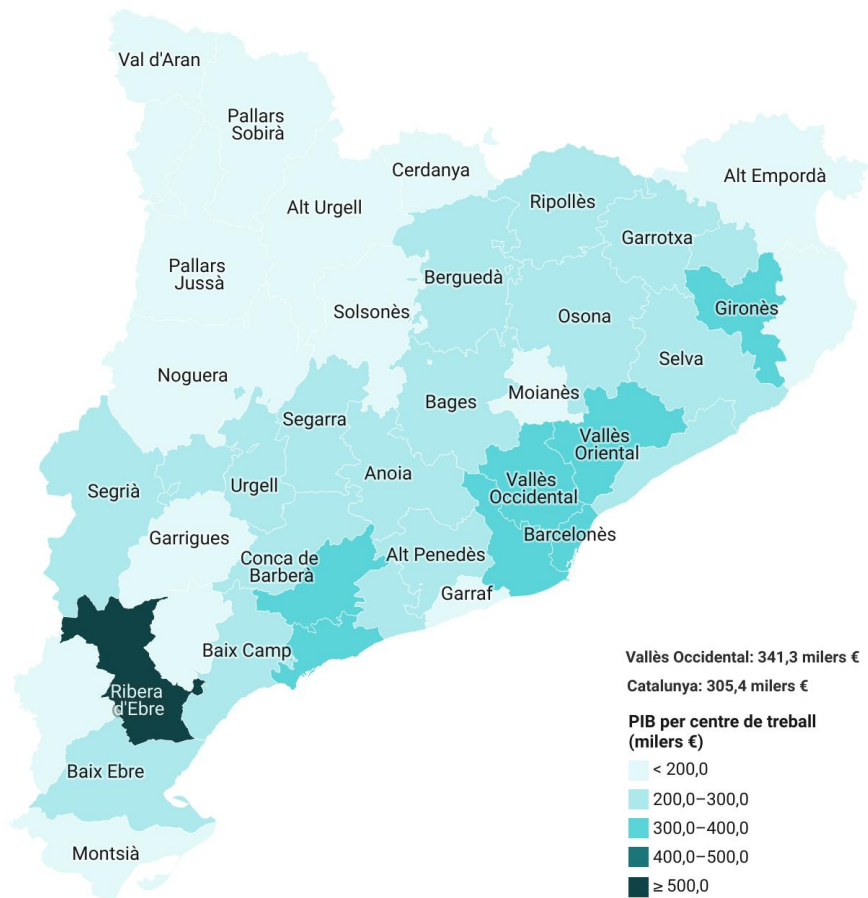 Val d'Aran
Pallars
Sobirà
Cerdanya
Alt Empordà
Alt Urgell
Ripollès
Garrotxa
Pallars
Jussà
Berguedà
Solsonès
Osona
Gironès
Selva
Noguera
Moianès
Bages
Segarra
Vallès
Oriental
Anoia
Segrià
Urgell
Vallès
Occidental
Garrigues
Barcelonès
Conca de
Barberà
Alt Penedès
Garraf
Baix Camp
Ribera
d'Ebre
Baix Ebre
Montsià
Vallès Occidental: 341,3 milers €
Catalunya: 305,4 milers €
PIB per centre de treball
(milers €)
< 200,0
200,0–300,0
300,0–400,0
400,0–500,0
≥ 500,0